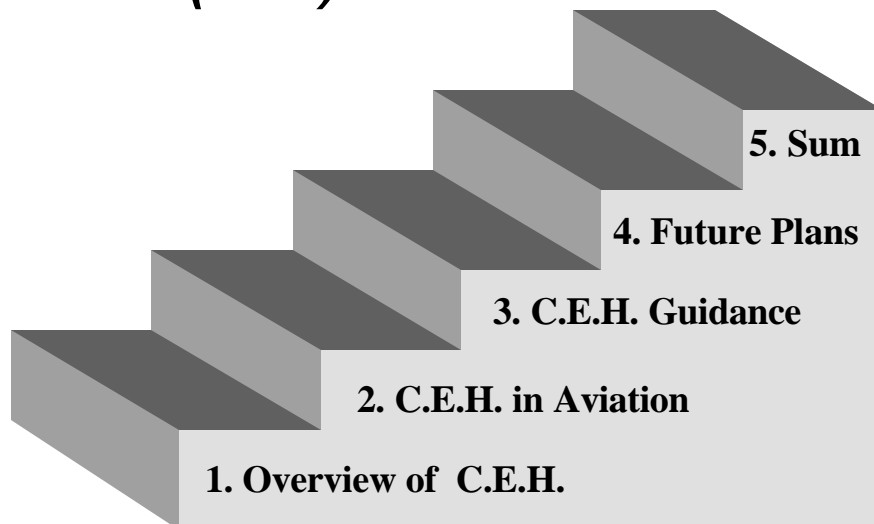 5. Sum
4. Future Plans
3. C.E.H. Guidance
2. C.E.H. in Aviation
1. Overview of C.E.H.